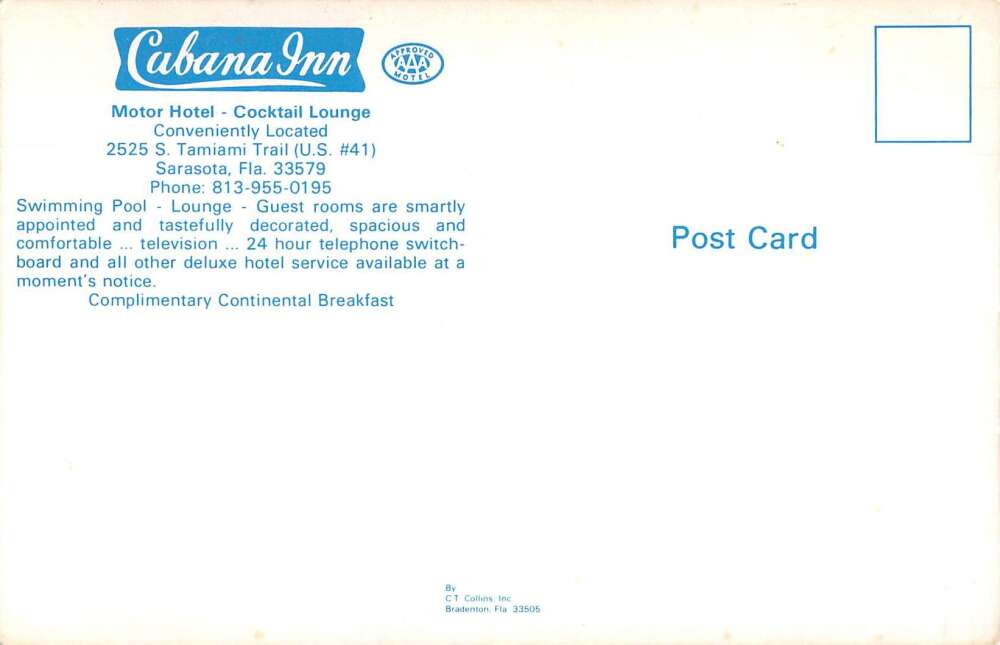 Cabana Inn
APPROVED
AAA
MOTEL
Motor Hotel - Cocktail Lounge
Conveniently Located
2525 S. Tamiami Trail (U.S. #41)
Sarasota, Fla. 33579
Phone: 813-955-0195
Swimming Pool - Lounge - Guest rooms are smartly
appointed and tastefully decorated, spacious and
comfortable ... television ... 24 hour telephone switch-
board and all other deluxe hotel service available at a
moment's notice.
Complimentary Continental Breakfast
Post Card
By
C.T. Collins, Inc.
Bradenton, Fla 33505